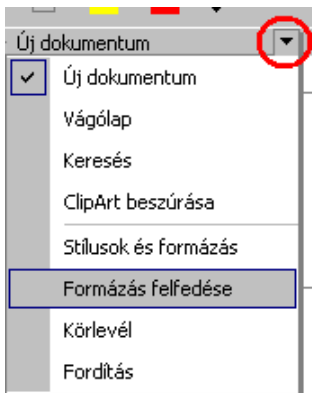 Új dokumentum
Új dokumentum
Vágólap
Keresés
ClipArt beszúrása
Stílusok és formázás
Formázás felfedése
Körlevél
Fordítás